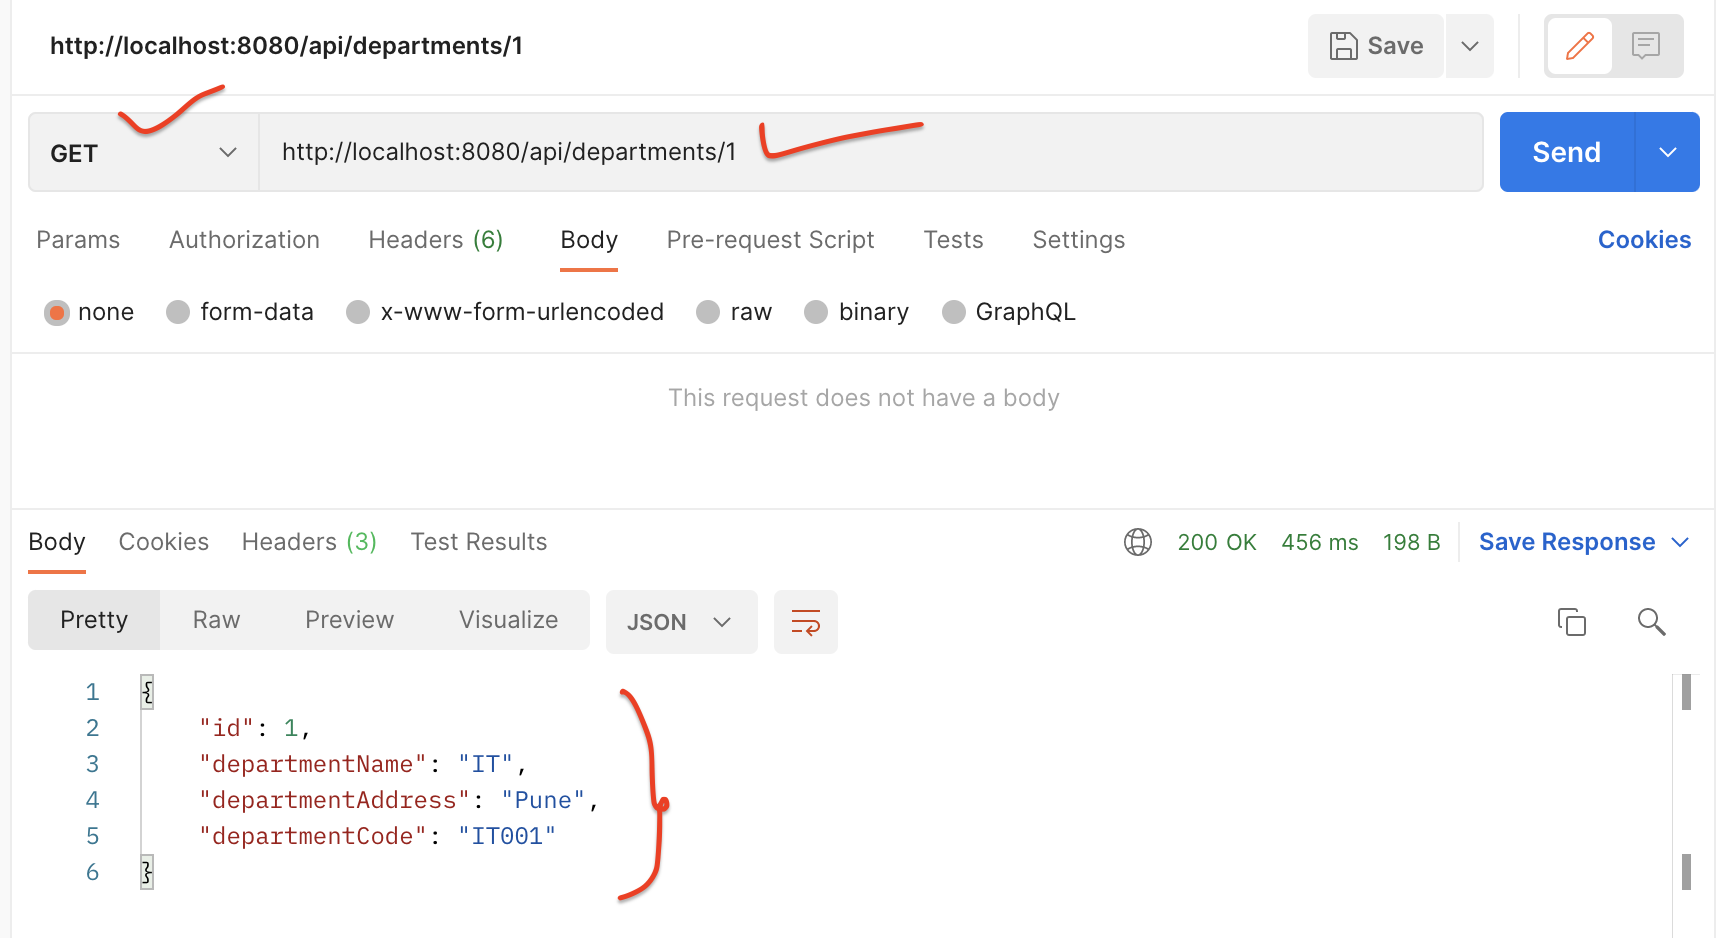 http://localhost:8080/api/departments/1
Save
GET
http://localhost:8080/api/departments/1
Send
Params Authorization Headers (6) Body Pre-request Script Tests Settings Cookies
none form-data x-www-form-urlencoded raw binary GraphQL
This request does not have a body
Body Cookies Headers (3) Test Results 200 OK 456 ms 198 B Save Response
Pretty Raw Preview Visualize JSON
1 {
2 "id": 1,
3 "departmentName": "IT",
4 "departmentAddress": "Pune",
5 "departmentCode": "IT001"
6 }